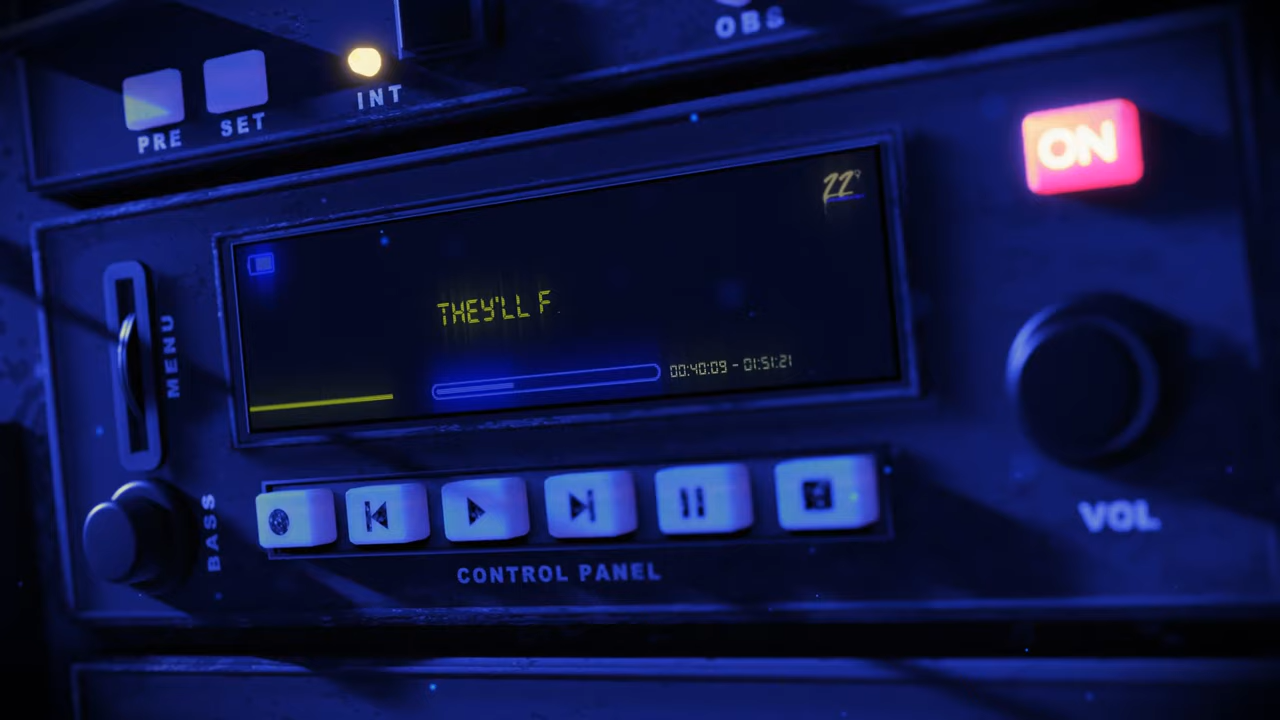 OBS
INT
PRE
SET
ON
22°
THEY'LL F
00:40:09 - 01:51:21
MENU
BASS
VOL
CONTROL PANEL